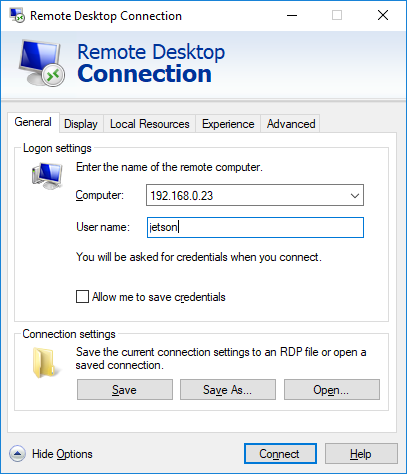 Remote Desktop Connection
Remote Desktop
Connection
General Display Local Resources Experience Advanced
Logon settings
Enter the name of the remote computer.
Computer: 192.168.0.23
User name: jetson
You will be asked for credentials when you connect.
Allow me to save credentials
Connection settings
Save the current connection settings to an RDP file or open a
saved connection.
Save Save As... Open...
Hide Options Connect Help